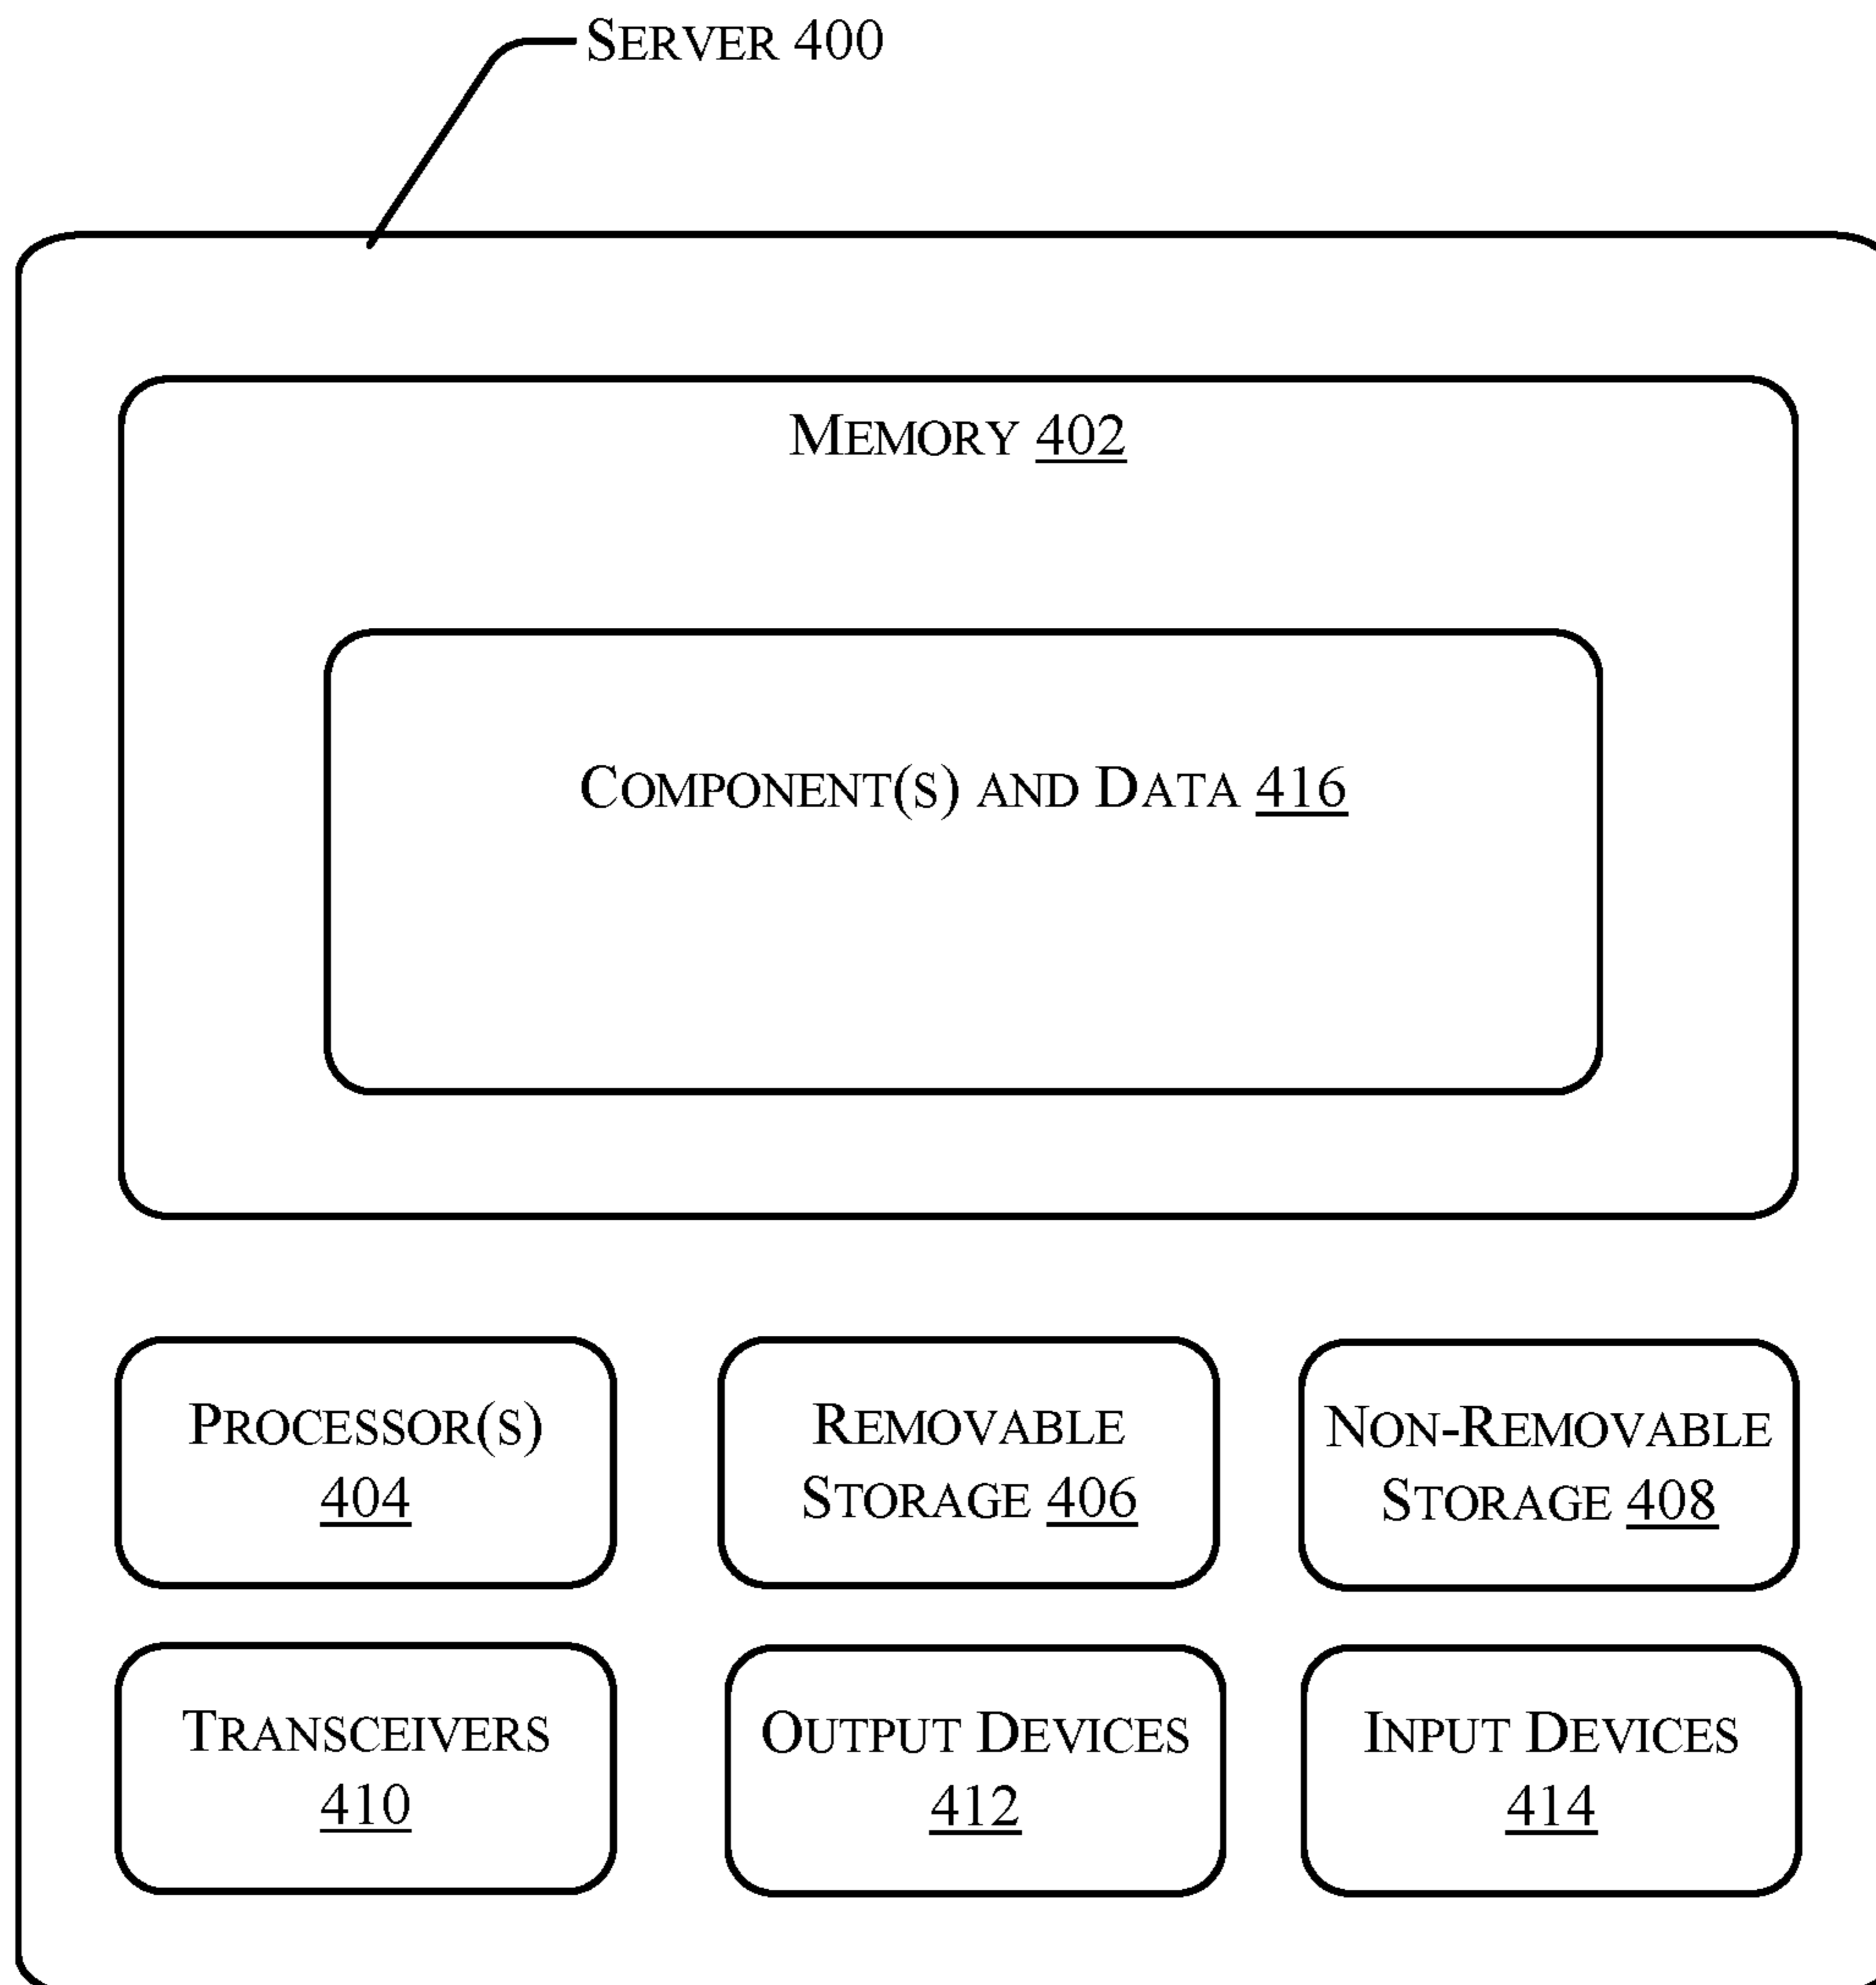 SERVER 400
MEMORY 402
COMPONENT(S) AND DATA 416
PROCESSOR(S)
404
REMOVABLE
STORAGE 406
NON-REMOVABLE
STORAGE 408
TRANSCEIVERS
410
OUTPUT DEVICES
412
INPUT DEVICES
414